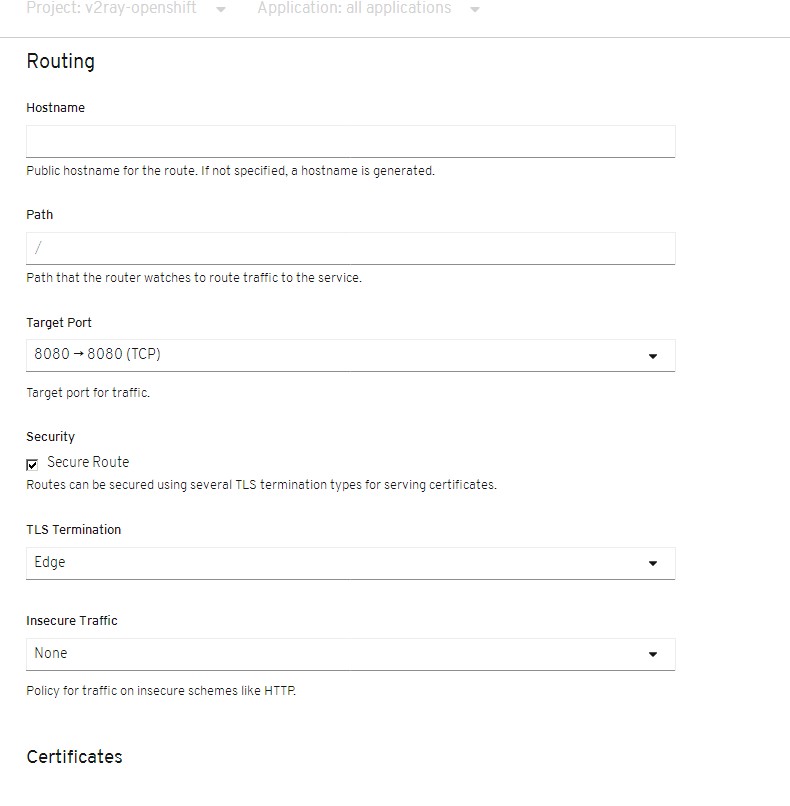 Project: v2ray-openshift Application: all applications
Routing
Hostname
Public hostname for the route. If not specified, a hostname is generated.
Path
/
Path that the router watches to route traffic to the service.
Target Port
8080 → 8080 (TCP)
Target port for traffic.
Security
Secure Route
Routes can be secured using several TLS termination types for serving certificates.
TLS Termination
Edge
Insecure Traffic
None
Policy for traffic on insecure schemes like HTTP.
Certificates